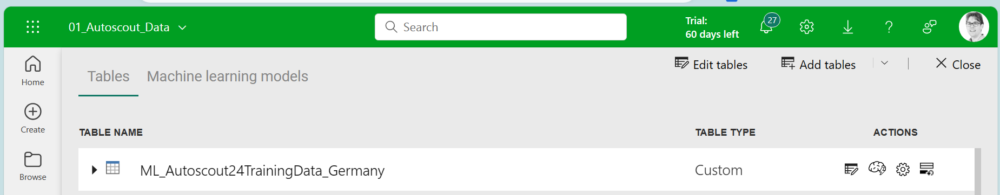 01_Autoscout_Data
Search
Trial:
60 days left
27
?
Home
Create
Browse
Tables
Machine learning models
Edit tables
Add tables
Close
TABLE NAME
TABLE TYPE
ACTIONS
ML_Autoscout24TrainingData_Germany
Custom